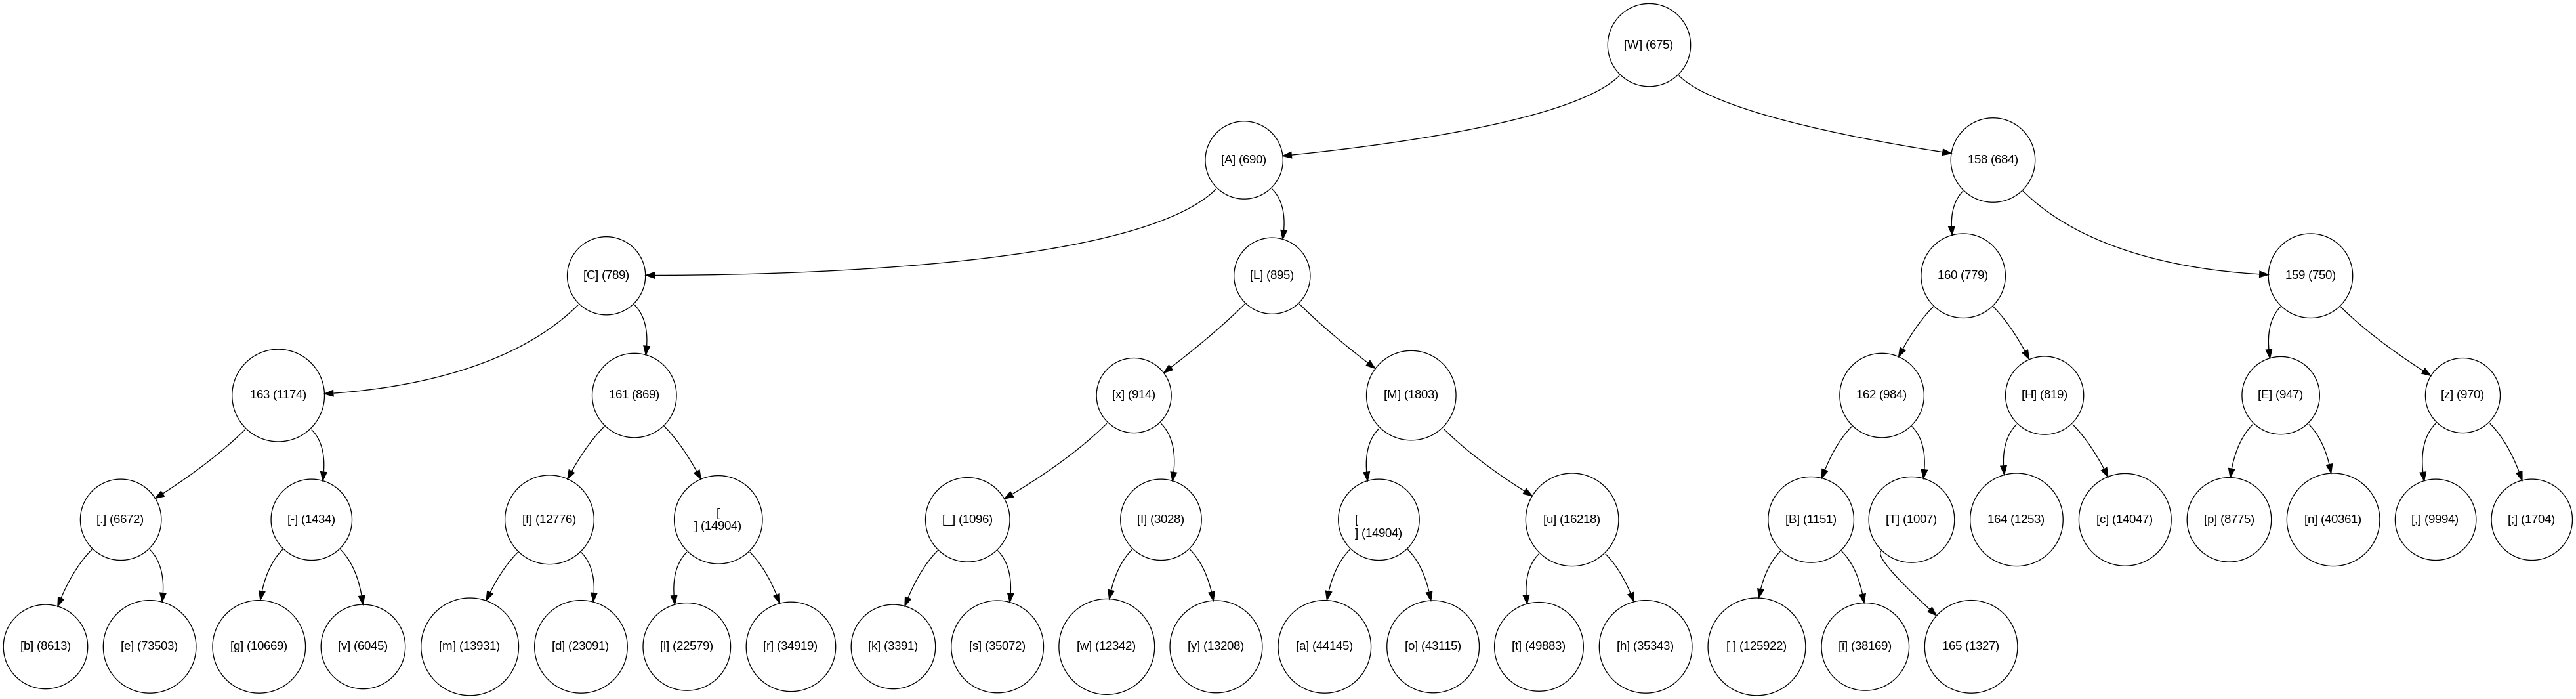 [W] (675)
[A] (690)
158 (684)
[C] (789)
[L] (895)
160 (779)
159 (750)
163 (1174)
161 (869)
[x] (914)
[M] (1803)
162 (984)
[H] (819)
[E] (947)
[z] (970)
[.] (6672)
[-] (1434)
[f] (12776)
[
] (14904)
[_] (1096)
[I] (3028)
[
] (14904)
[u] (16218)
[B] (1151)
[T] (1007)
164 (1253)
[c] (14047)
[p] (8775)
[n] (40361)
[,] (9994)
[;] (1704)
[b] (8613)
[e] (73503)
[g] (10669)
[v] (6045)
[m] (13931)
[d] (23091)
[l] (22579)
[r] (34919)
[k] (3391)
[s] (35072)
[w] (12342)
[y] (13208)
[a] (44145)
[o] (43115)
[t] (49883)
[h] (35343)
[ ] (125922)
[i] (38169)
165 (1327)